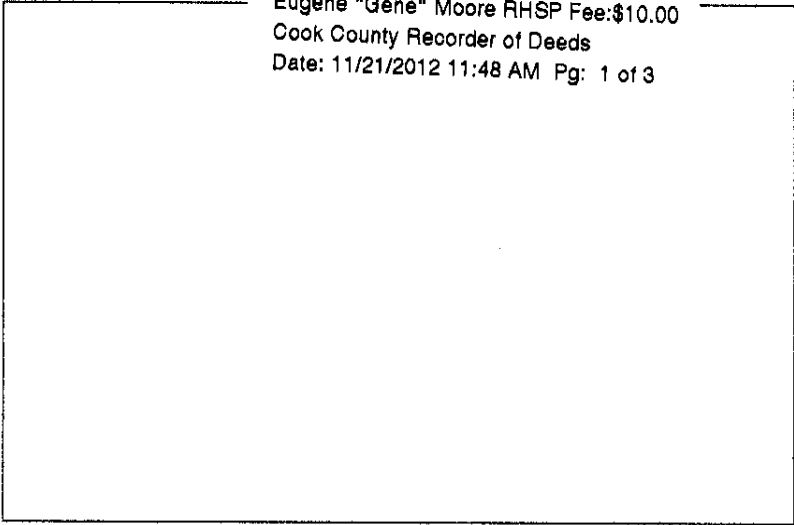 Eugene "Gene" Moore RHSP Fee:$10.00
Cook County Recorder of Deeds
Date: 11/21/2012 11:48 AM Pg: 1 of 3